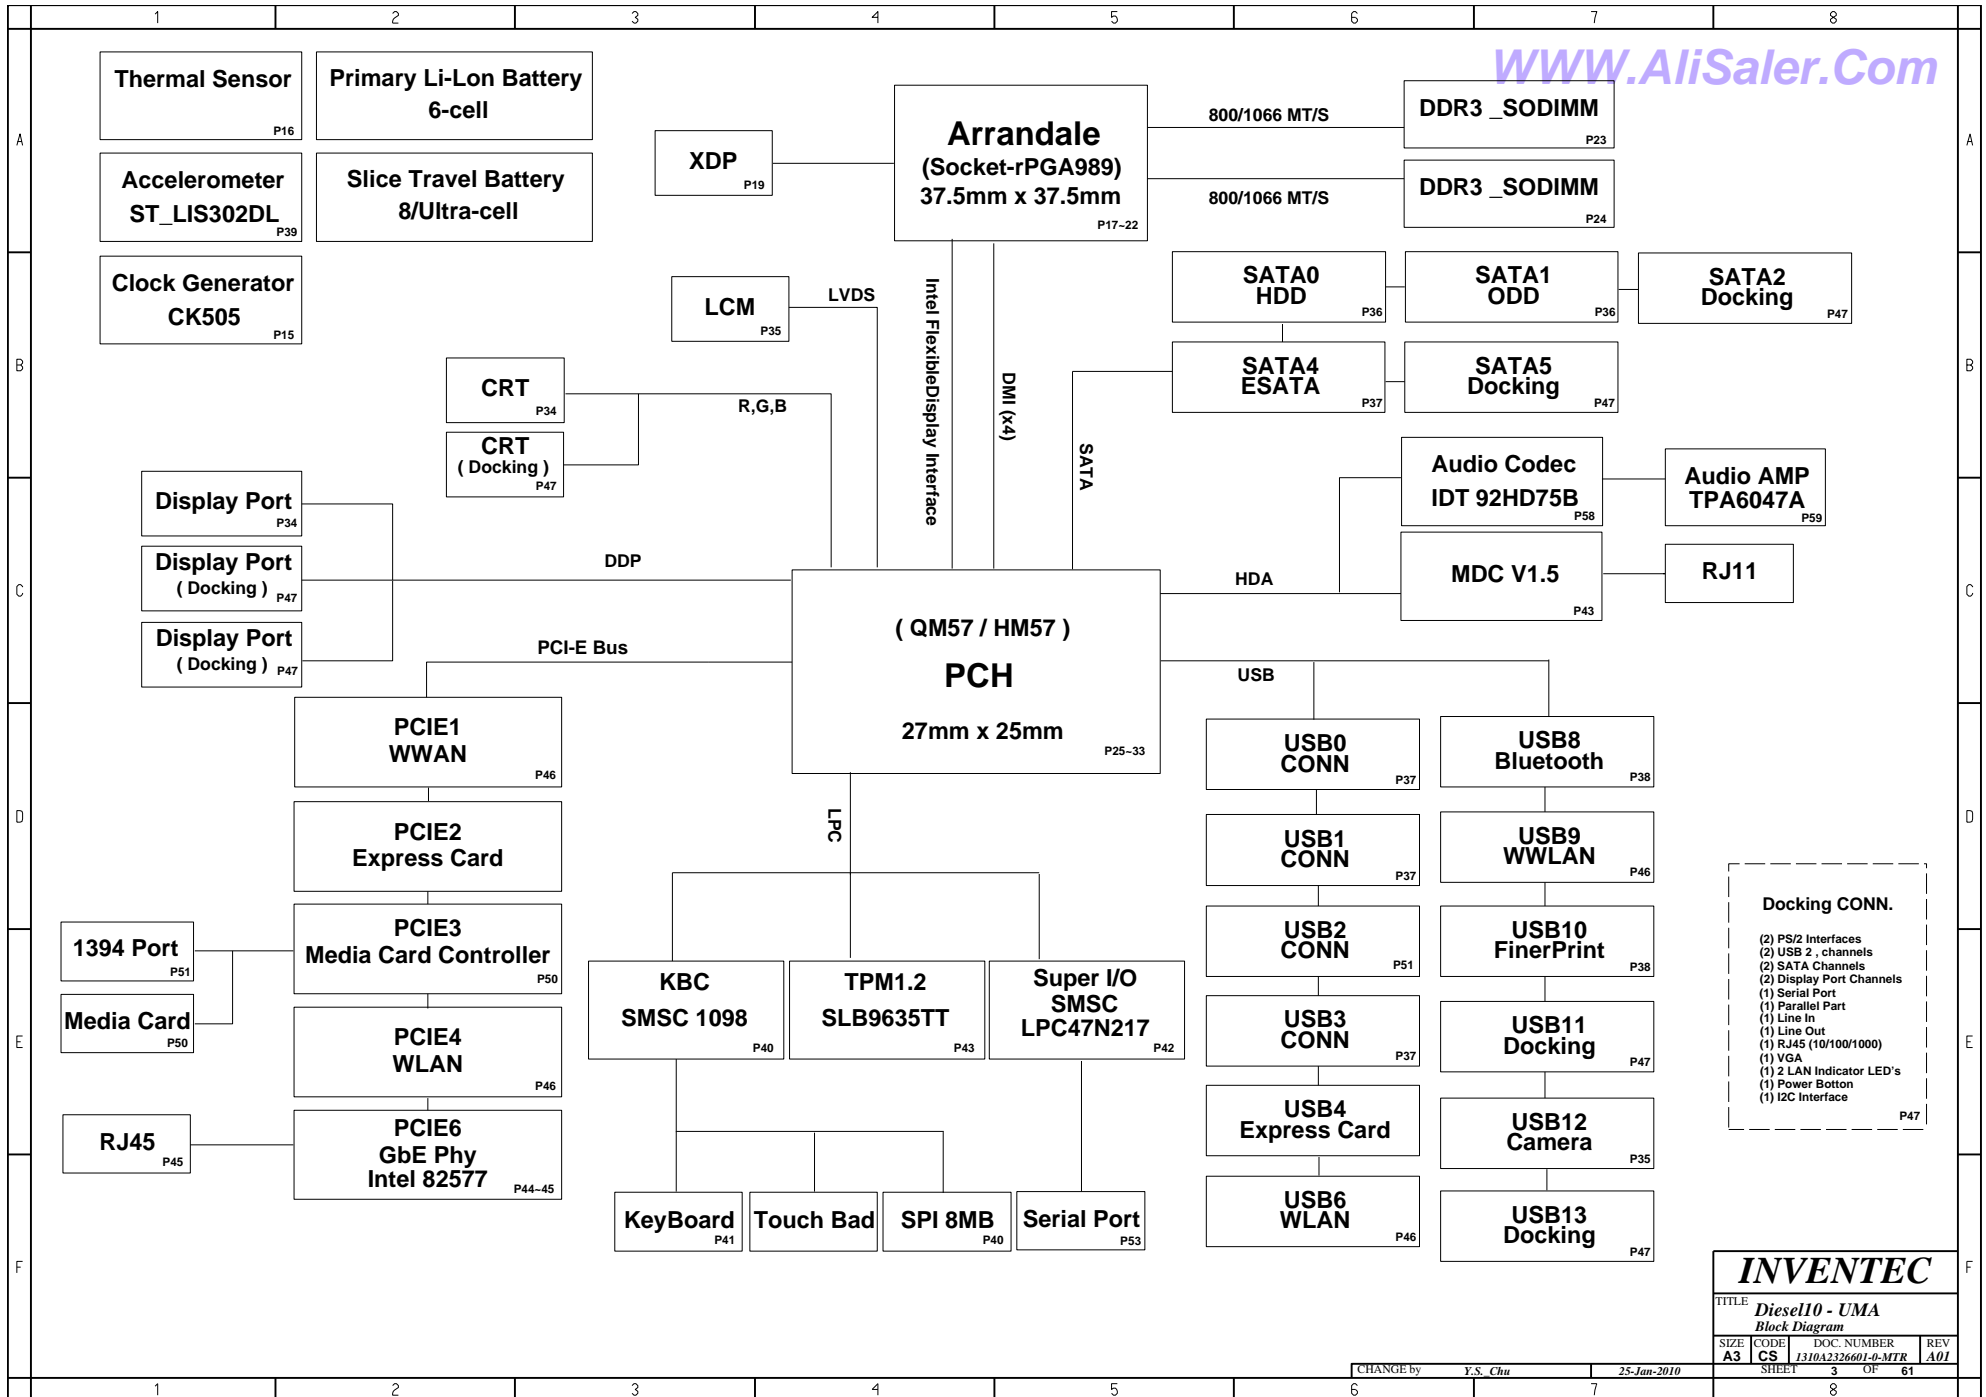 1 2 3 4 5 6 7 8
WWW.AliSaler.Com
A
A
B
B
C
C
D
D
E
E
F
F
Thermal Sensor
P16
Primary Li-Lon Battery
6-cell
Accelerometer
ST_LIS302DL
P39
Slice Travel Battery
8/Ultra-cell
Clock Generator
CK505
P15
XDP
P19
Arrandale
(Socket-rPGA989)
37.5mm x 37.5mm
P17~22
800/1066 MT/S
DDR3 _SODIMM
P23
800/1066 MT/S
DDR3 _SODIMM
P24
LCM
P35
LVDS
Intel FlexibleDisplay Interface
DMI (x4)
SATA
SATA0
HDD
P36
SATA1
ODD
P36
SATA2
Docking
P47
SATA4
ESATA
P37
SATA5
Docking
P47
CRT
P34
R,G,B
CRT
( Docking )
P47
Display Port
P34
Display Port
( Docking )
P47
Display Port
( Docking )
P47
DDP
PCI-E Bus
( QM57 / HM57 )
PCH
27mm x 25mm
P25~33
HDA
Audio Codec
IDT 92HD75B
P58
Audio AMP
TPA6047A
P59
MDC V1.5
P43
RJ11
USB
LPC
PCIE1
WWAN
P46
PCIE2
Express Card
PCIE3
Media Card Controller
P50
PCIE4
WLAN
P46
PCIE6
GbE Phy
Intel 82577
P44~45
1394 Port
P51
Media Card
P50
RJ45
P45
KBC
SMSC 1098
P40
TPM1.2
SLB9635TT
P43
Super I/O
SMSC
LPC47N217
P42
KeyBoard
P41
Touch Bad
SPI 8MB
P40
Serial Port
P53
USB0
CONN
P37
USB1
CONN
P37
USB2
CONN
P51
USB3
CONN
P37
USB4
Express Card
USB6
WLAN
P46
USB8
Bluetooth
P38
USB9
WWLAN
P46
USB10
FinerPrint
P38
USB11
Docking
P47
USB12
Camera
P35
USB13
Docking
P47
Docking CONN.
(2) PS/2 Interfaces
(2) USB 2 , channels
(2) SATA Channels
(2) Display Port Channels
(1) Serial Port
(1) Parallel Part
(1) Line In
(1) Line Out
(1) RJ45 (10/100/1000)
(1) VGA
(1) 2 LAN Indicator LED's
(1) Power Botton
(1) I2C Interface
P47
INVENTEC
TITLE
Diesel10 - UMA
Block Diagram
SIZE CODE DOC. NUMBER REV
A3 CS 1310A2326601-0-MTR A01
CHANGE by Y.S._Chu 25-Jan-2010 SHEET 3 OF 61
1 2 3 4 5 6 7 8